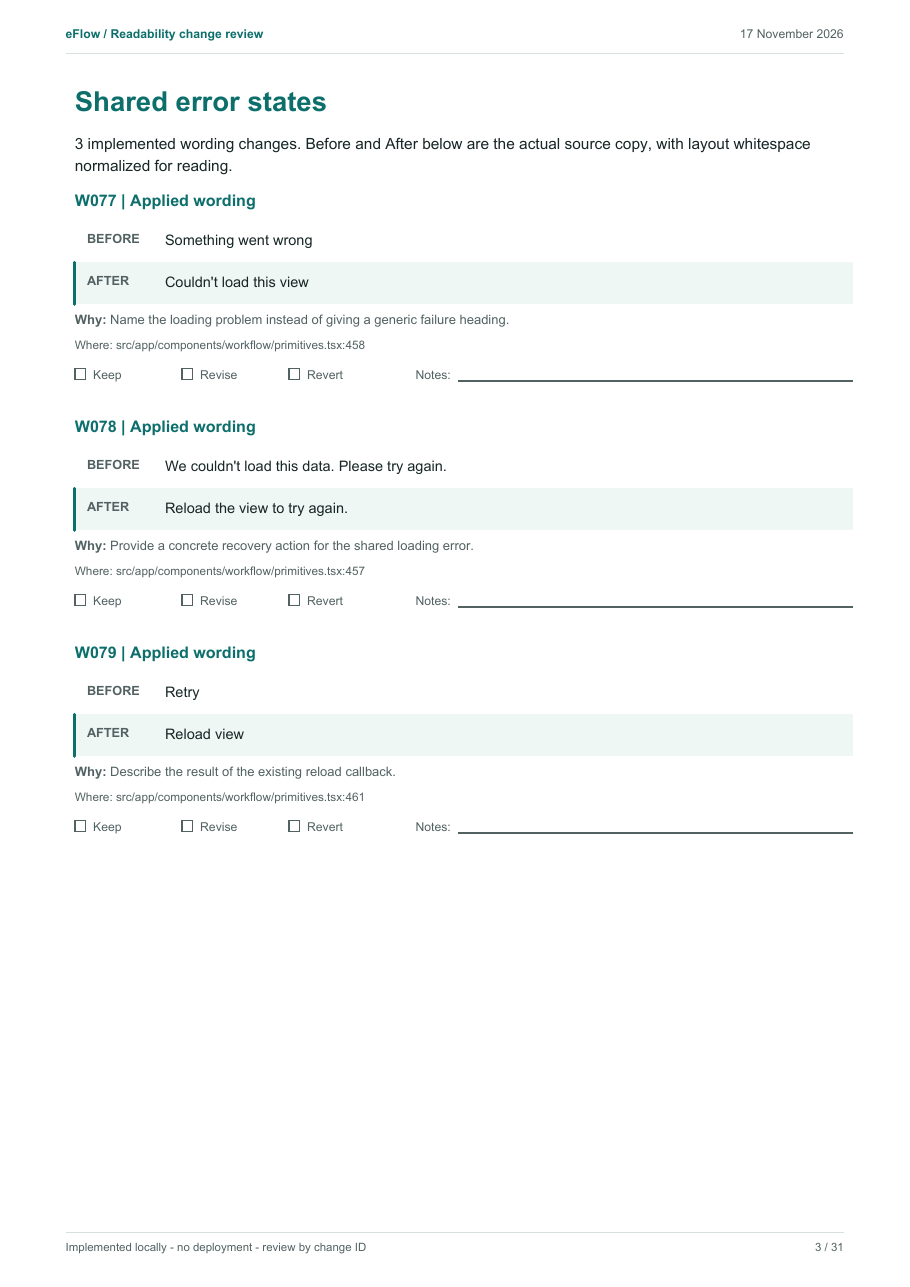 eFlow / Readability change review 17 November 2026
Shared error states
3 implemented wording changes. Before and After below are the actual source copy, with layout whitespace
normalized for reading.
W077 | Applied wording
BEFORE Something went wrong
AFTER Couldn't load this view
Why: Name the loading problem instead of giving a generic failure heading.
Where: src/app/components/workflow/primitives.tsx:458
Keep Revise Revert Notes:
W078 | Applied wording
BEFORE We couldn't load this data. Please try again.
AFTER Reload the view to try again.
Why: Provide a concrete recovery action for the shared loading error.
Where: src/app/components/workflow/primitives.tsx:457
Keep Revise Revert Notes:
W079 | Applied wording
BEFORE Retry
AFTER Reload view
Why: Describe the result of the existing reload callback.
Where: src/app/components/workflow/primitives.tsx:461
Keep Revise Revert Notes:
Implemented locally - no deployment - review by change ID 3 / 31